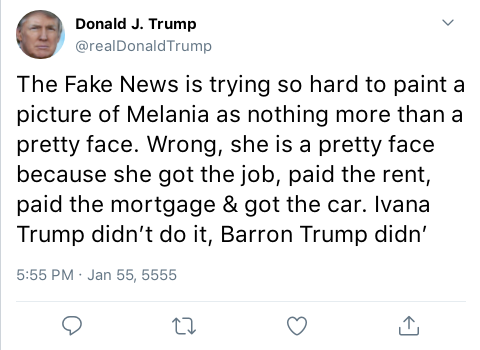 Donald J. Trump
@realDonaldTrump
The Fake News is trying so hard to paint a
picture of Melania as nothing more than a
pretty face. Wrong, she is a pretty face
because she got the job, paid the rent,
paid the mortgage & got the car. Ivana
Trump didn’t do it, Barron Trump didn’
5:55 PM · Jan 55, 5555